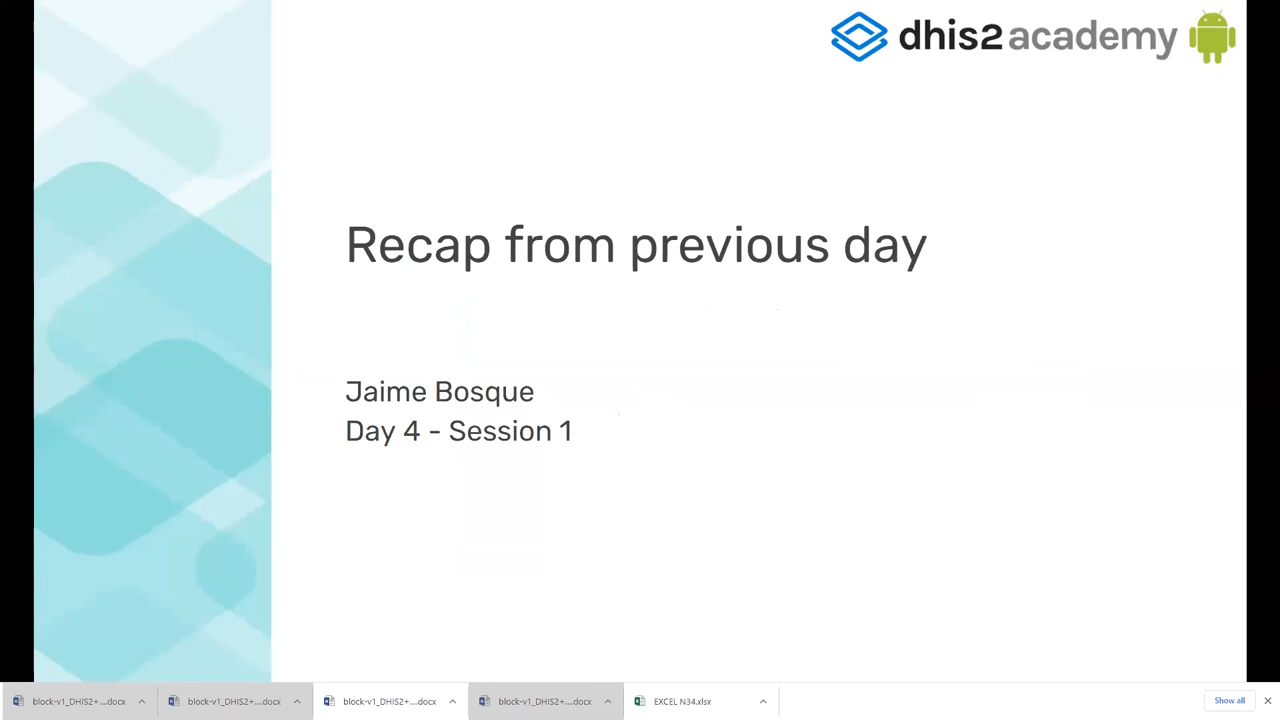 dhis2 academy
Recap from previous day
Jaime Bosque
Day 4 - Session 1
block-v1_DHIS2+....docx
block-v1_DHIS2+....docx
block-v1_DHIS2+....docx
block-v1_DHIS2+....docx
EXCEL N34.xlsx
Show all